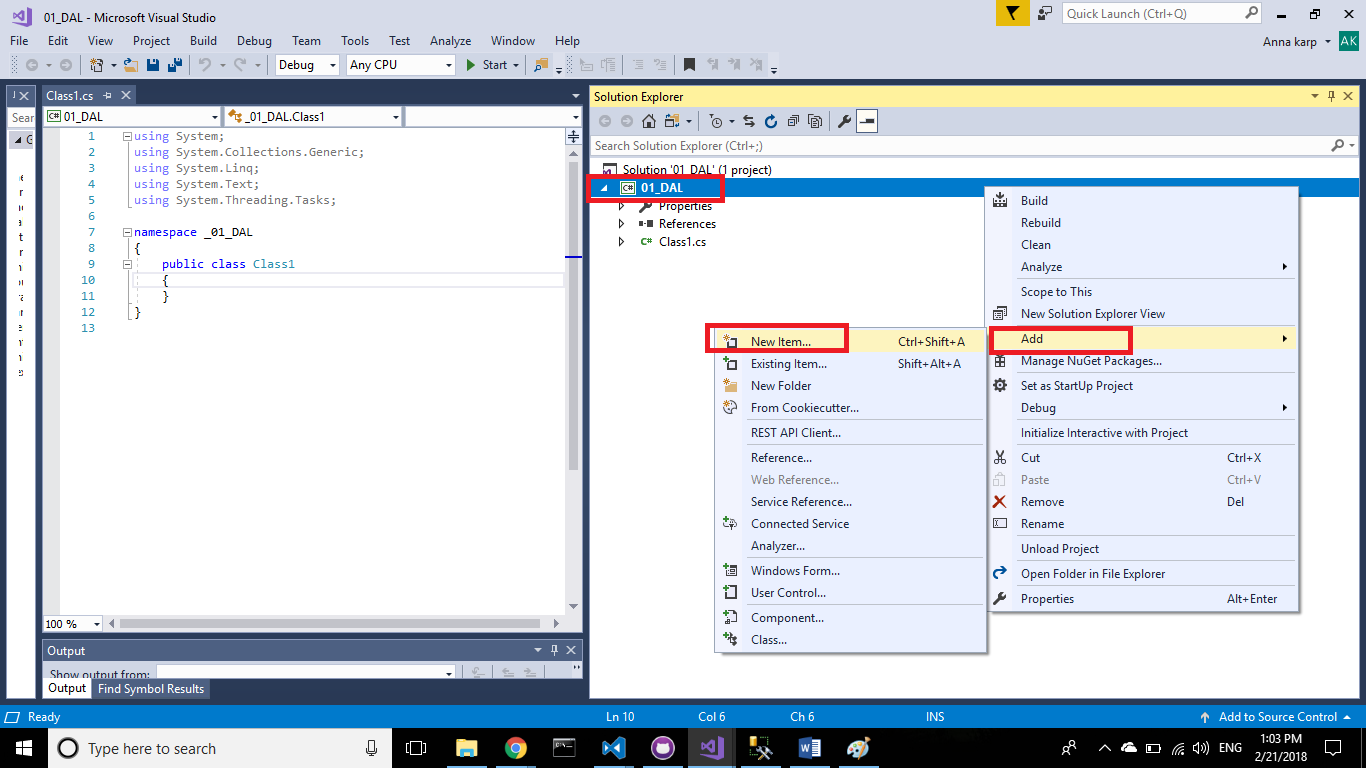 01_DAL - Microsoft Visual Studio
Quick Launch (Ctrl+Q)
File Edit View Project Build Debug Team Tools Test Analyze Window Help
Anna karp AK
Debug Any CPU Start
Class1.cs
Sear
01_DAL _01_DAL.Class1
1 using System;
2 using System.Collections.Generic;
3 using System.Linq;
4 using System.Text;
5 using System.Threading.Tasks;
6
7 namespace _01_DAL
8 {
9 public class Class1
10 {
11 }
12 }
13
100 %
Output
Show output from:
Output Find Symbol Results
Solution Explorer
Search Solution Explorer (Ctrl+;)
Solution '01_DAL' (1 project)
C# 01_DAL
Properties
References
C# Class1.cs
Build
Rebuild
Clean
Analyze
Scope to This
New Solution Explorer View
Add
Manage NuGet Packages...
Set as StartUp Project
Debug
Initialize Interactive with Project
Cut Ctrl+X
Paste Ctrl+V
Remove Del
Rename
Unload Project
Open Folder in File Explorer
Properties Alt+Enter
New Item... Ctrl+Shift+A
Existing Item... Shift+Alt+A
New Folder
From Cookiecutter...
REST API Client...
Reference...
Web Reference...
Service Reference...
Connected Service
Analyzer...
Windows Form...
User Control...
Component...
Class...
Ready Ln 10 Col 6 Ch 6 INS Add to Source Control
Type here to search
ENG
1:03 PM
2/21/2018